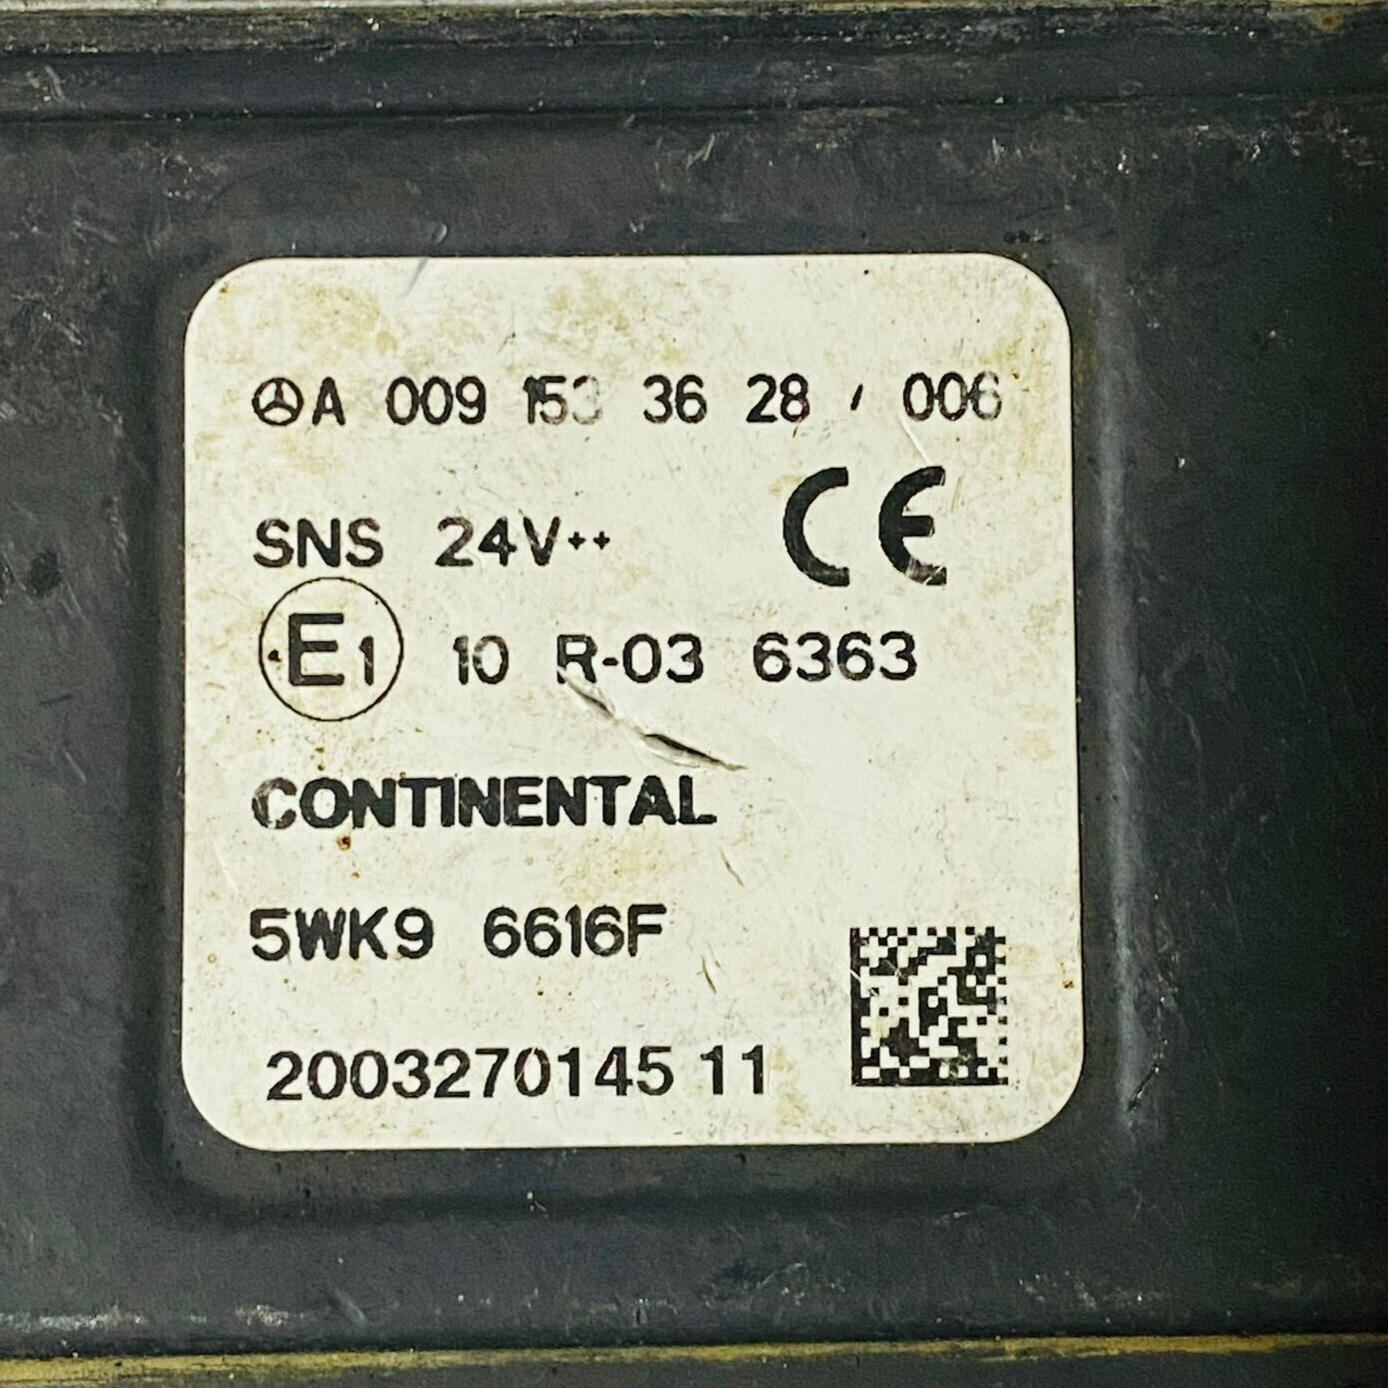 A 009 153 36 28 / 006
SNS 24V++
CE
E1 10 R-03 6363
CONTINENTAL
5WK9 6616F
2003270145 11